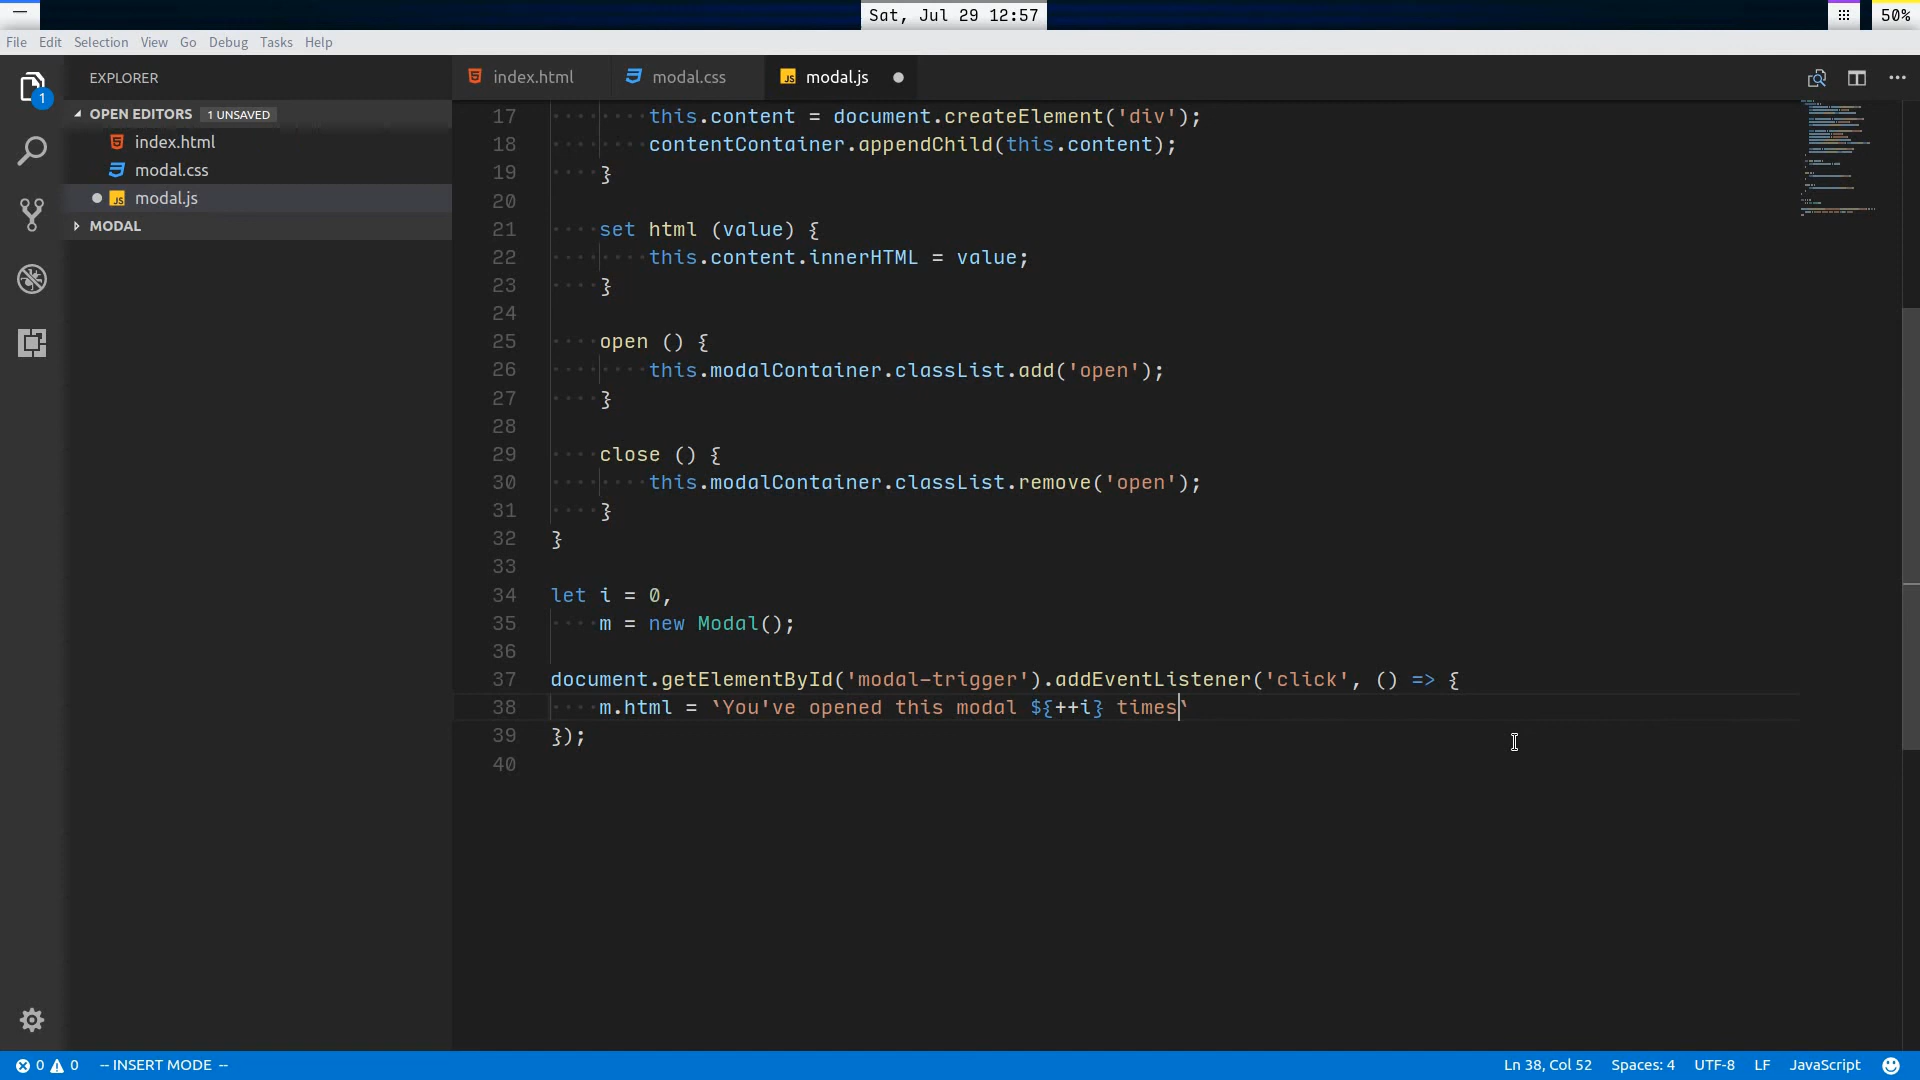 Sat, Jul 29 12:57
50%
File Edit Selection View Go Debug Tasks Help
EXPLORER
index.html
modal.css
modal.js
OPEN EDITORS 1 UNSAVED
index.html
modal.css
modal.js
MODAL
1
17 this.content = document.createElement('div');
18 contentContainer.appendChild(this.content);
19 }
20
21 set html (value) {
22 this.content.innerHTML = value;
23 }
24
25 open () {
26 this.modalContainer.classList.add('open');
27 }
28
29 close () {
30 this.modalContainer.classList.remove('open');
31 }
32 }
33
34 let i = 0,
35 m = new Modal();
36
37 document.getElementById('modal-trigger').addEventListener('click', () => {
38 m.html = `You've opened this modal ${++i} times`
39 });
40
0 0 -- INSERT MODE --
Ln 38, Col 52 Spaces: 4 UTF-8 LF JavaScript